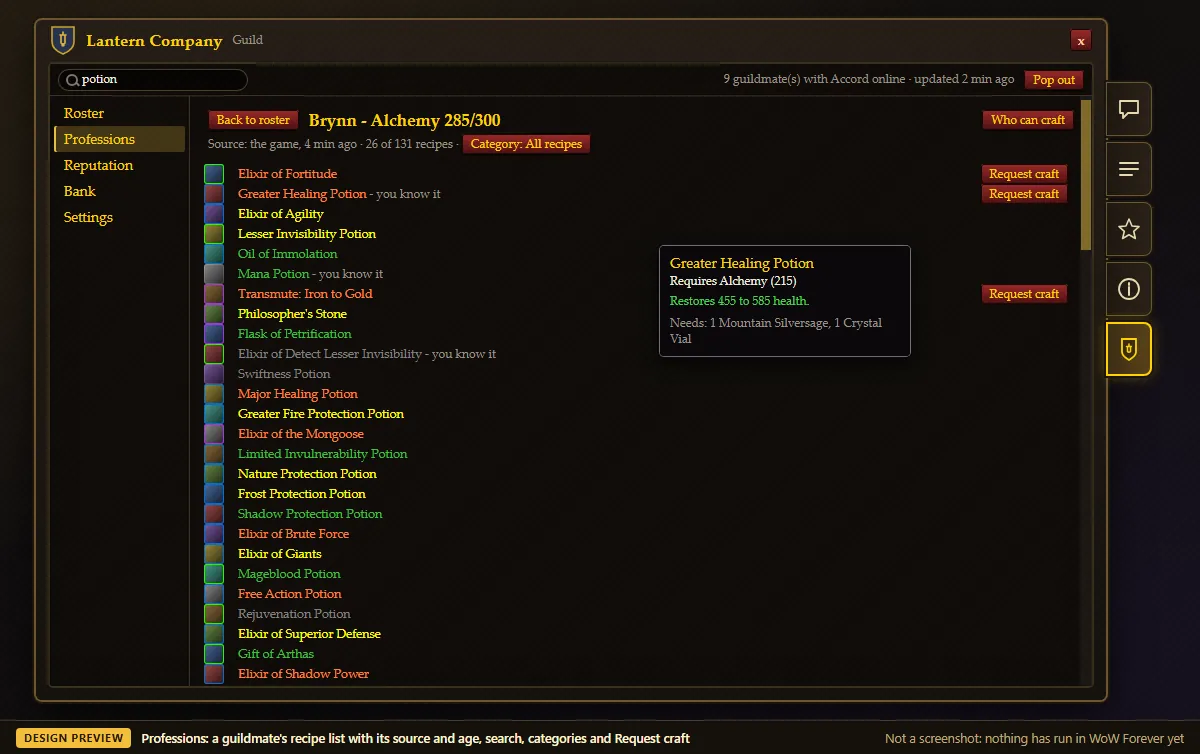 Lantern Company Guild
x
potion
9 guildmate(s) with Accord online · updated 2 min ago
Pop out
Roster
Professions
Reputation
Bank
Settings
Back to roster
Brynn - Alchemy 285/300
Who can craft
Source: the game, 4 min ago · 26 of 131 recipes ·
Category: All recipes
Elixir of Fortitude
Request craft
Greater Healing Potion - you know it
Request craft
Elixir of Agility
Lesser Invisibility Potion
Oil of Immolation
Mana Potion - you know it
Transmute: Iron to Gold
Request craft
Philosopher's Stone
Flask of Petrification
Elixir of Detect Lesser Invisibility - you know it
Swiftness Potion
Major Healing Potion
Greater Fire Protection Potion
Elixir of the Mongoose
Limited Invulnerability Potion
Nature Protection Potion
Frost Protection Potion
Shadow Protection Potion
Elixir of Brute Force
Elixir of Giants
Mageblood Potion
Free Action Potion
Rejuvenation Potion
Elixir of Superior Defense
Gift of Arthas
Elixir of Shadow Power
Greater Healing Potion
Requires Alchemy (215)
Restores 455 to 585 health.
Needs: 1 Mountain Silversage, 1 Crystal
Vial
DESIGN PREVIEW
Professions: a guildmate's recipe list with its source and age, search, categories and Request craft
Not a screenshot: nothing has run in WoW Forever yet